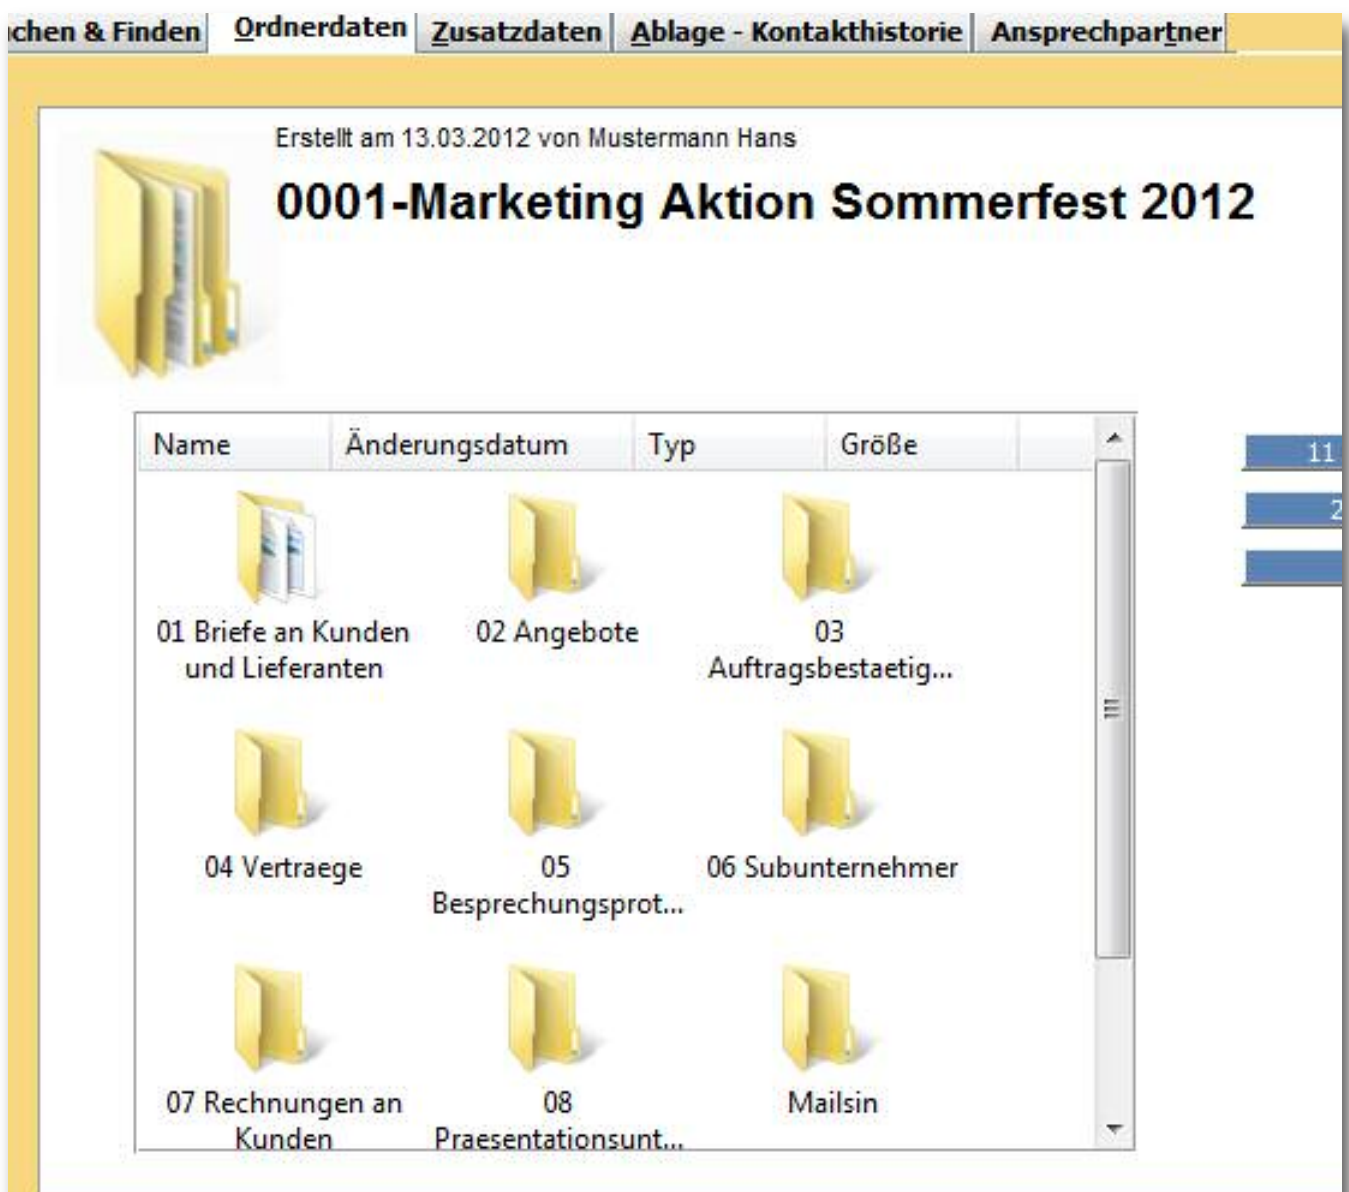 chen & Finden Ordnerdaten Zusatzdaten Ablage - Kontakthistorie Ansprechpartner
Erstellt am 13.03.2012 von Mustermann Hans
0001-Marketing Aktion Sommerfest 2012
Name Änderungsdatum Typ Größe
11
2
01 Briefe an Kunden
und Lieferanten
02 Angebote
03
Auftragsbestaetig...
04 Vertraege
05
Besprechungsprot...
06 Subunternehmer
07 Rechnungen an
Kunden
08
Praesentationsunt...
Mailsin